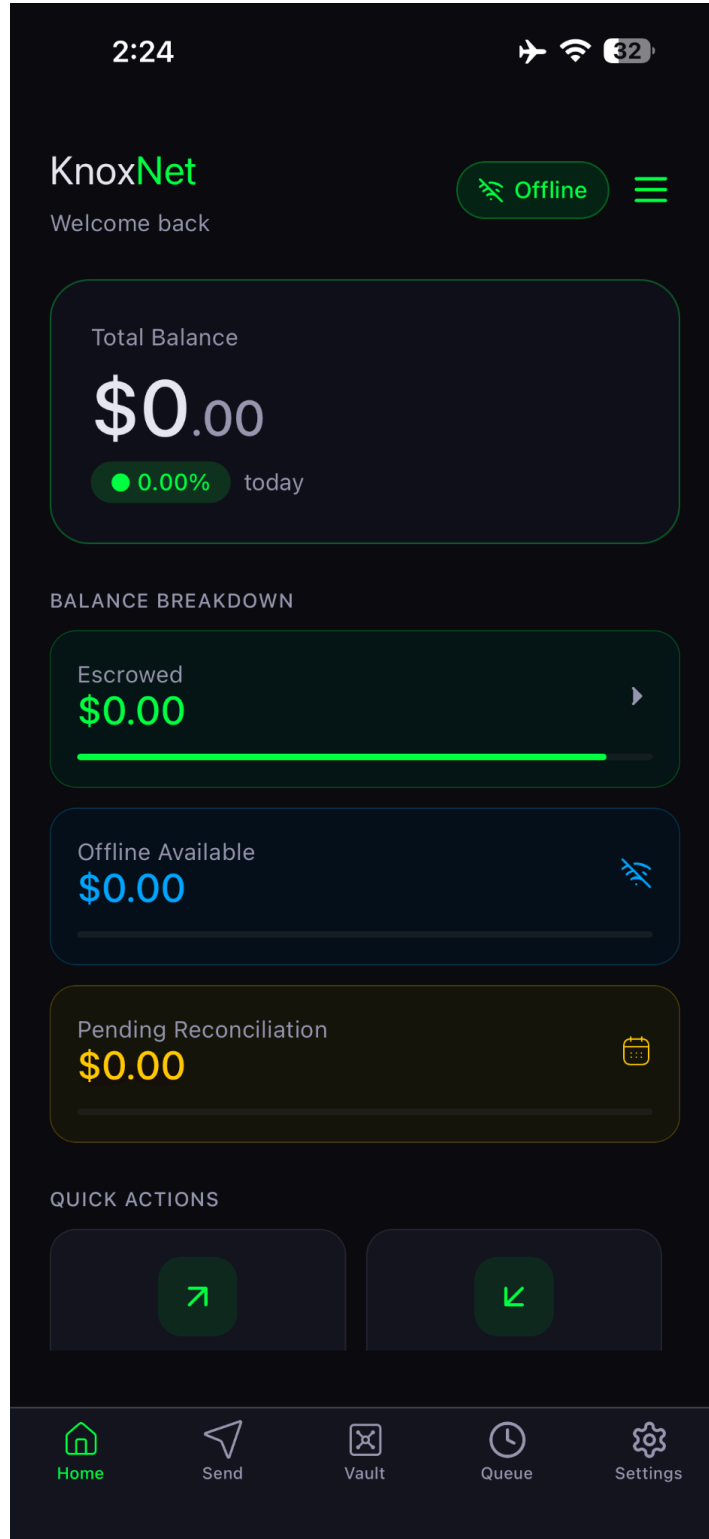 2:24
32
KnoxNet
Offline
Welcome back
Total Balance
$0.00
0.00% today
BALANCE BREAKDOWN
Escrowed
$0.00
Offline Available
$0.00
Pending Reconciliation
$0.00
QUICK ACTIONS
Home Send Vault Queue Settings